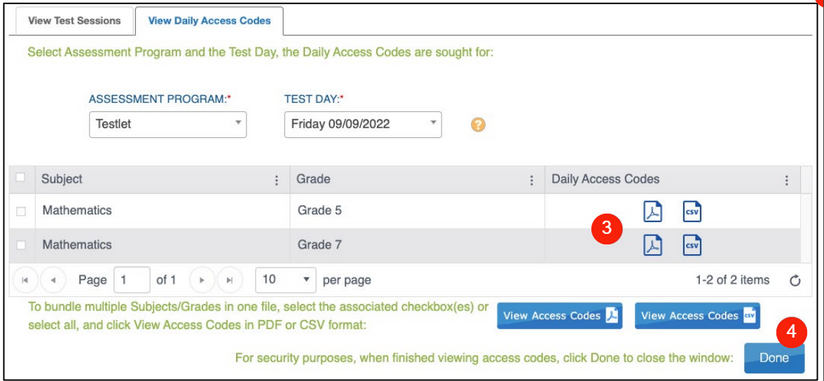 View Test Sessions View Daily Access Codes
Select Assessment Program and the Test Day, the Daily Access Codes are sought for:
ASSESSMENT PROGRAM:* TEST DAY:*
Testlet Friday 09/09/2022 ?
Subject Grade Daily Access Codes
Mathematics Grade 5 CSV
3
Mathematics Grade 7 CSV
Page 1 of 1 10 per page 1-2 of 2 items
To bundle multiple Subjects/Grades in one file, select the associated checkbox(es) or
select all, and click View Access Codes in PDF or CSV format:
View Access Codes View Access Codes CSV
4
For security purposes, when finished viewing access codes, click Done to close the window: Done